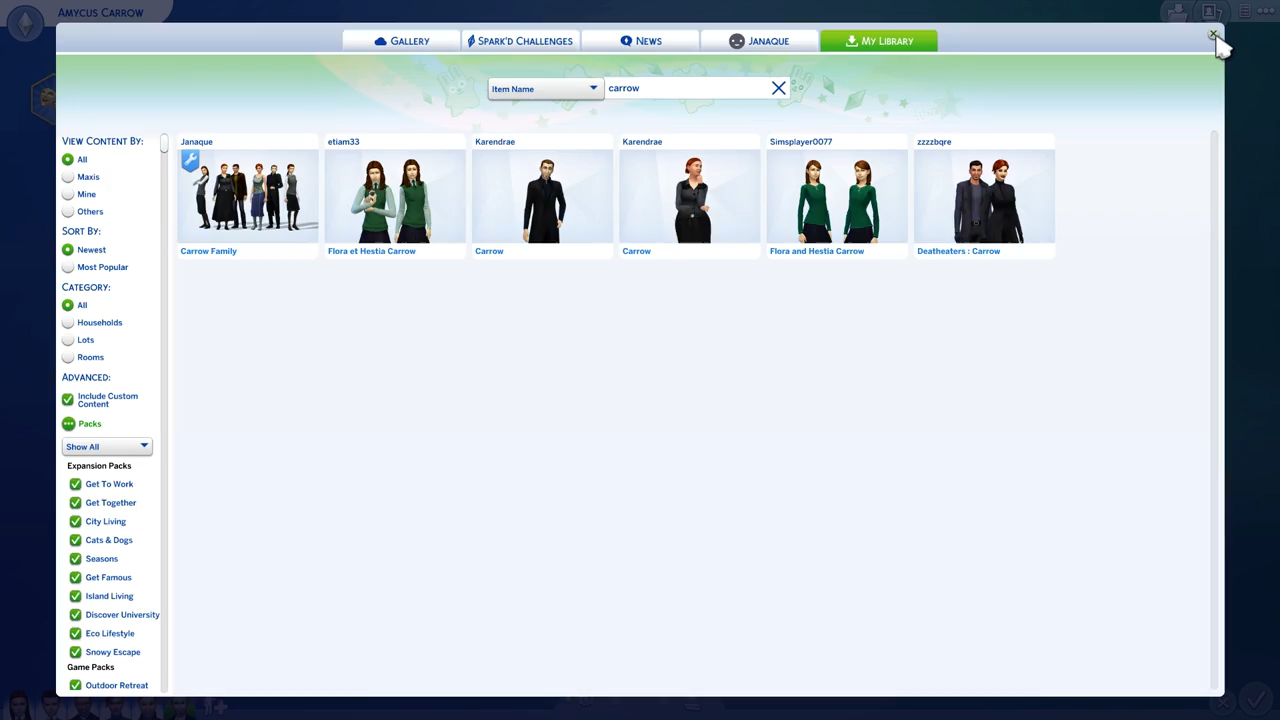 AMYCUS CARROW
GALLERY
SPARK'D CHALLENGES
NEWS
JANAQUE
MY LIBRARY
Item Name
carrow
VIEW CONTENT BY:
All
Maxis
Mine
Others
SORT BY:
Newest
Most Popular
CATEGORY:
All
Households
Lots
Rooms
ADVANCED:
Include Custom
Content
Packs
Show All
Expansion Packs
Get To Work
Get Together
City Living
Cats & Dogs
Seasons
Get Famous
Island Living
Discover University
Eco Lifestyle
Snowy Escape
Game Packs
Outdoor Retreat
Janaque
Carrow Family
etiam33
Flora et Hestia Carrow
Karendrae
Carrow
Karendrae
Carrow
Simsplayer0077
Flora and Hestia Carrow
zzzzbqre
Deatheaters : Carrow